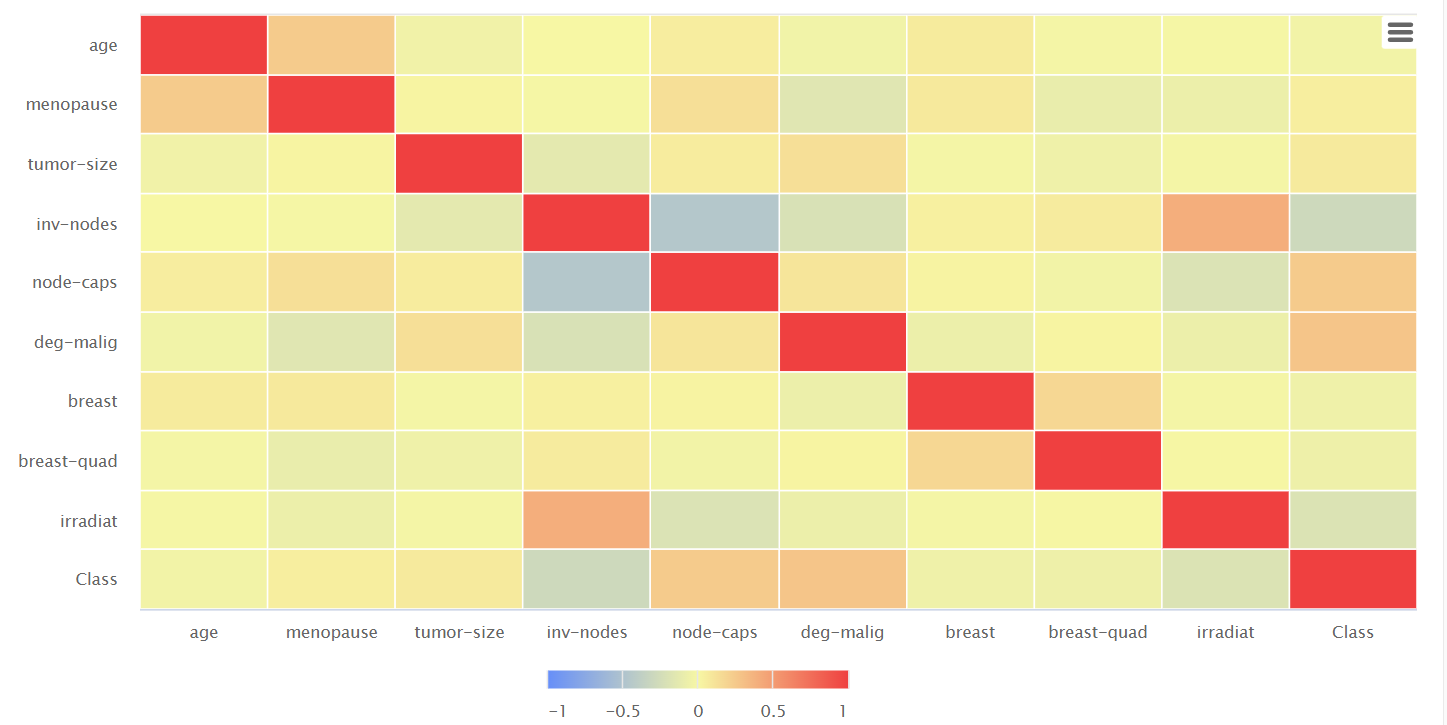 age
menopause
tumor-size
inv-nodes
node-caps
deg-malig
breast
breast-quad
irradiat
Class
age menopause tumor-size inv-nodes node-caps deg-malig breast breast-quad irradiat Class
-1 -0.5 0 0.5 1